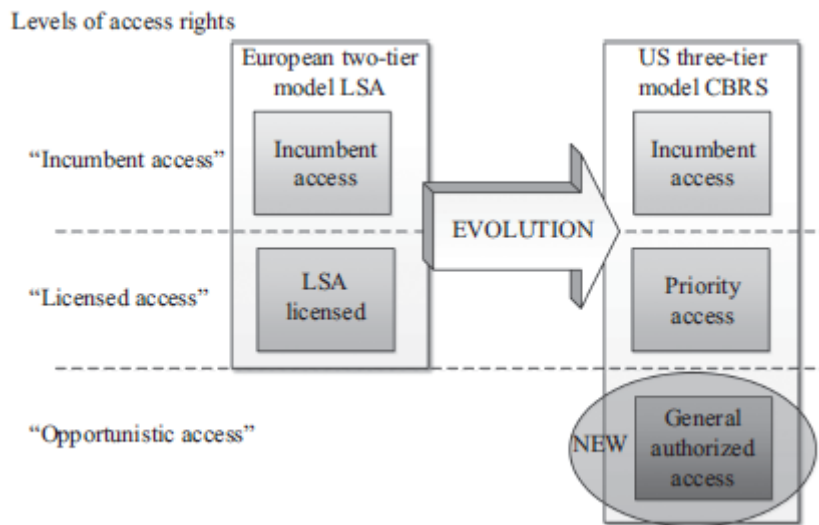 Levels of access rights
European two-tier
model LSA
US three-tier
model CBRS
“Incumbent access”
Incumbent
access
Incumbent
access
EVOLUTION
“Licensed access”
LSA
licensed
Priority
access
“Opportunistic access”
NEW
General
authorized
access